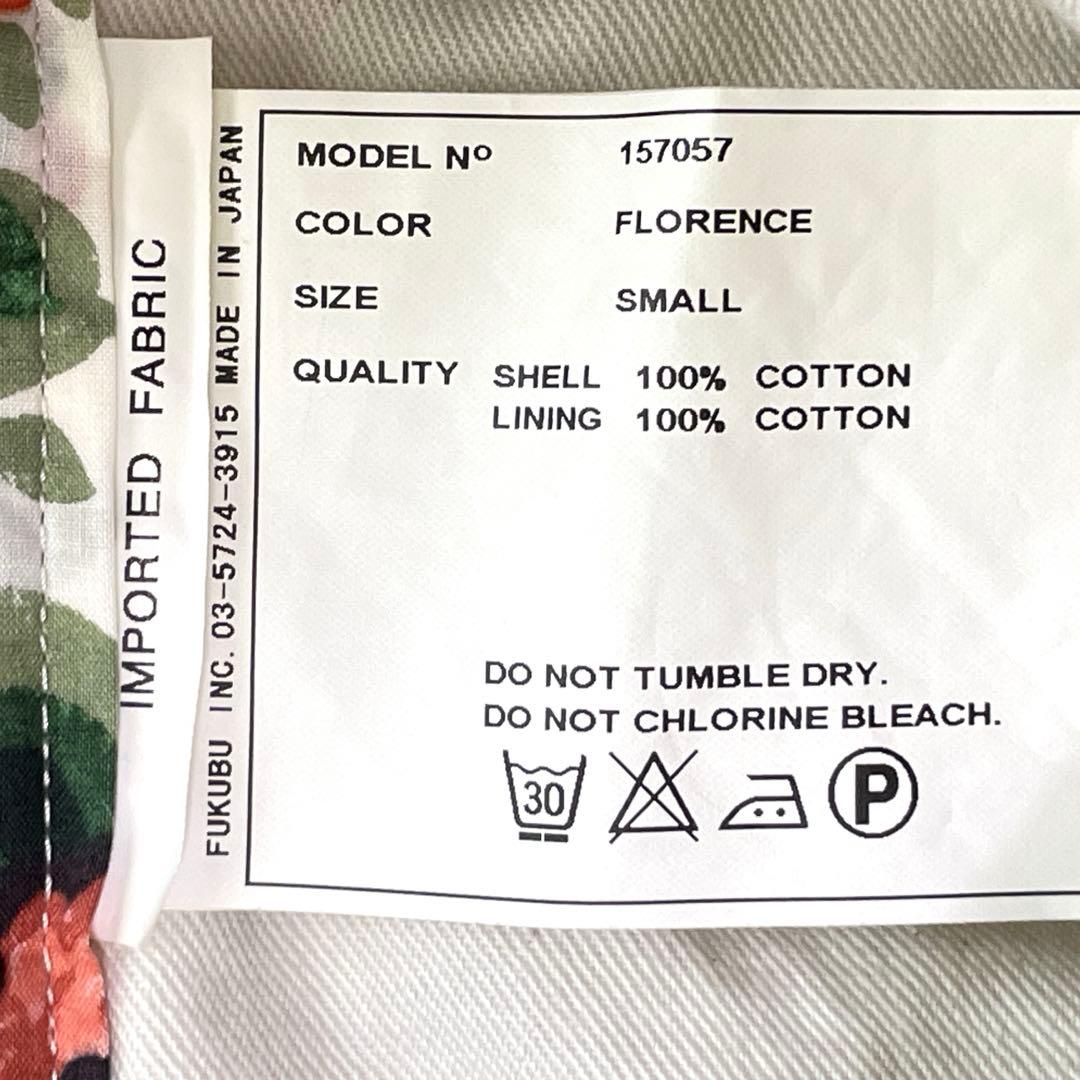 IMPORTED FABRIC
FUKUBU INC. 03-5724-3915 MADE IN JAPAN
MODEL Nº 157057
COLOR FLORENCE
SIZE SMALL
QUALITY SHELL 100% COTTON
LINING 100% COTTON
DO NOT TUMBLE DRY.
DO NOT CHLORINE BLEACH.
30 P